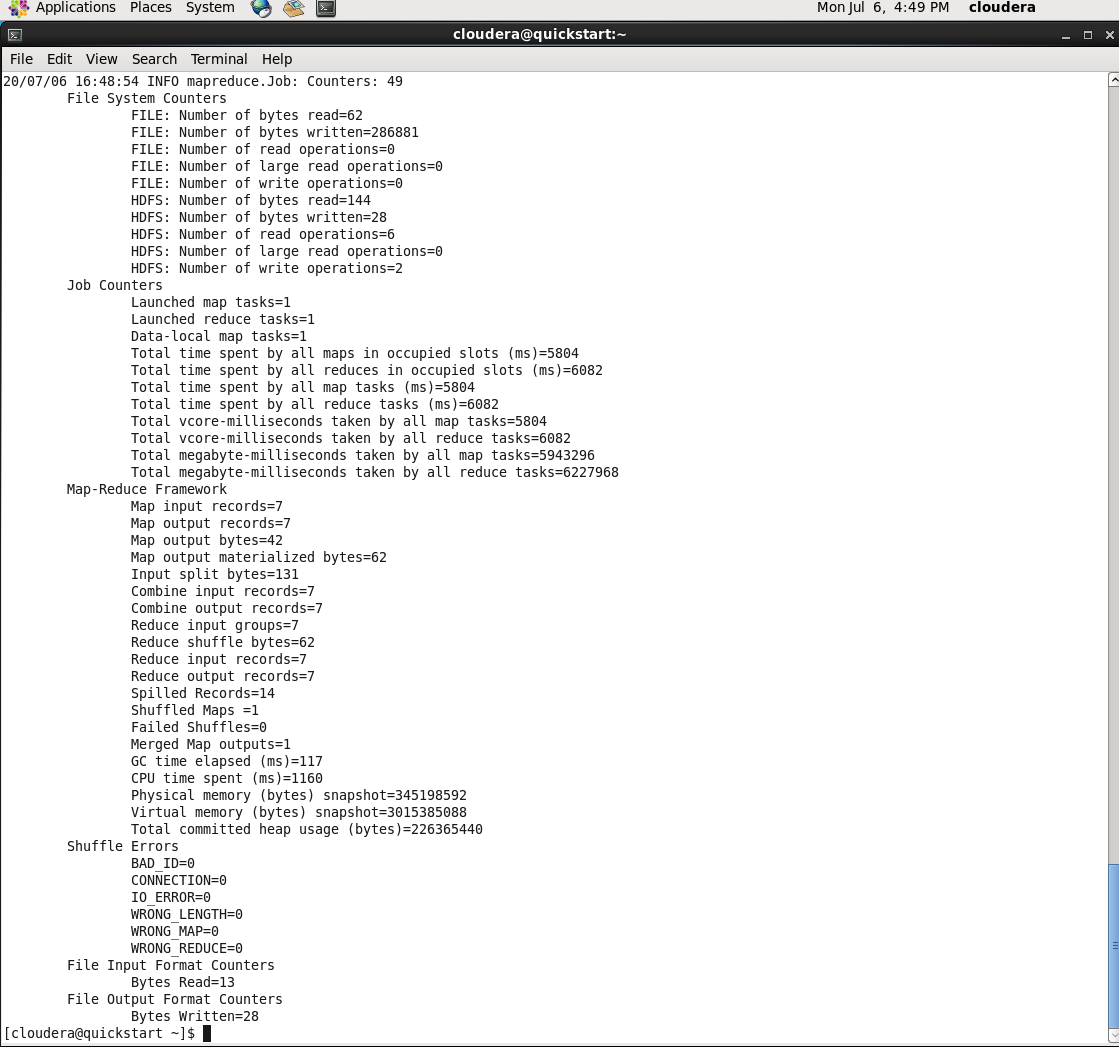 Applications Places System Mon Jul 6, 4:49 PM cloudera
cloudera@quickstart:~
File Edit View Search Terminal Help
20/07/06 16:48:54 INFO mapreduce.Job: Counters: 49
File System Counters
FILE: Number of bytes read=62
FILE: Number of bytes written=286881
FILE: Number of read operations=0
FILE: Number of large read operations=0
FILE: Number of write operations=0
HDFS: Number of bytes read=144
HDFS: Number of bytes written=28
HDFS: Number of read operations=6
HDFS: Number of large read operations=0
HDFS: Number of write operations=2
Job Counters
Launched map tasks=1
Launched reduce tasks=1
Data-local map tasks=1
Total time spent by all maps in occupied slots (ms)=5804
Total time spent by all reduces in occupied slots (ms)=6082
Total time spent by all map tasks (ms)=5804
Total time spent by all reduce tasks (ms)=6082
Total vcore-milliseconds taken by all map tasks=5804
Total vcore-milliseconds taken by all reduce tasks=6082
Total megabyte-milliseconds taken by all map tasks=5943296
Total megabyte-milliseconds taken by all reduce tasks=6227968
Map-Reduce Framework
Map input records=7
Map output records=7
Map output bytes=42
Map output materialized bytes=62
Input split bytes=131
Combine input records=7
Combine output records=7
Reduce input groups=7
Reduce shuffle bytes=62
Reduce input records=7
Reduce output records=7
Spilled Records=14
Shuffled Maps =1
Failed Shuffles=0
Merged Map outputs=1
GC time elapsed (ms)=117
CPU time spent (ms)=1160
Physical memory (bytes) snapshot=345198592
Virtual memory (bytes) snapshot=3015385088
Total committed heap usage (bytes)=226365440
Shuffle Errors
BAD_ID=0
CONNECTION=0
IO_ERROR=0
WRONG_LENGTH=0
WRONG_MAP=0
WRONG_REDUCE=0
File Input Format Counters
Bytes Read=13
File Output Format Counters
Bytes Written=28
[cloudera@quickstart ~]$